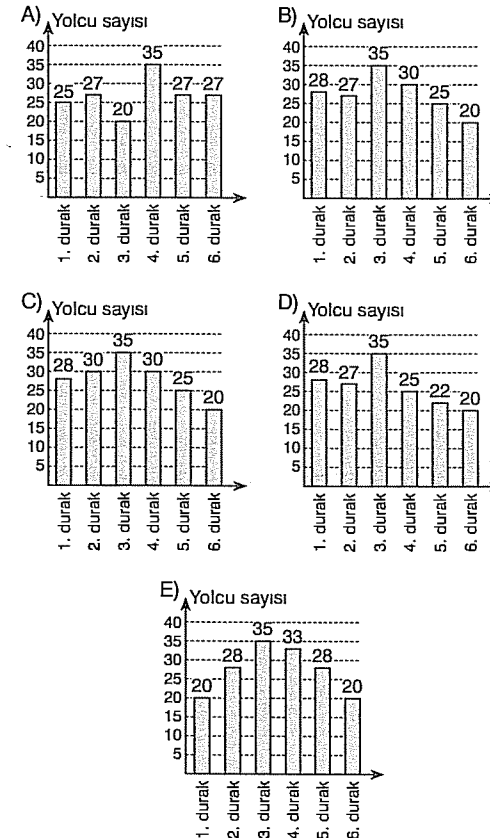 A) Yolcu sayısı
40
35
30
25
20
15
10
5
25 27 20 35 27 27
1. durak
2. durak
3. durak
4. durak
5. durak
6. durak
B) Yolcu sayısı
40
35
30
25
20
15
10
5
28 27 35 30 25 20
1. durak
2. durak
3. durak
4. durak
5. durak
6. durak
C) Yolcu sayısı
40
35
30
25
20
15
10
5
28 30 35 30 25 20
1. durak
2. durak
3. durak
4. durak
5. durak
6. durak
D) Yolcu sayısı
40
35
30
25
20
15
10
5
28 27 35 25 22 20
1. durak
2. durak
3. durak
4. durak
5. durak
6. durak
E) Yolcu sayısı
40
35
30
25
20
15
10
5
20 28 35 33 28 20
1. durak
2. durak
3. durak
4. durak
5. durak
6. durak